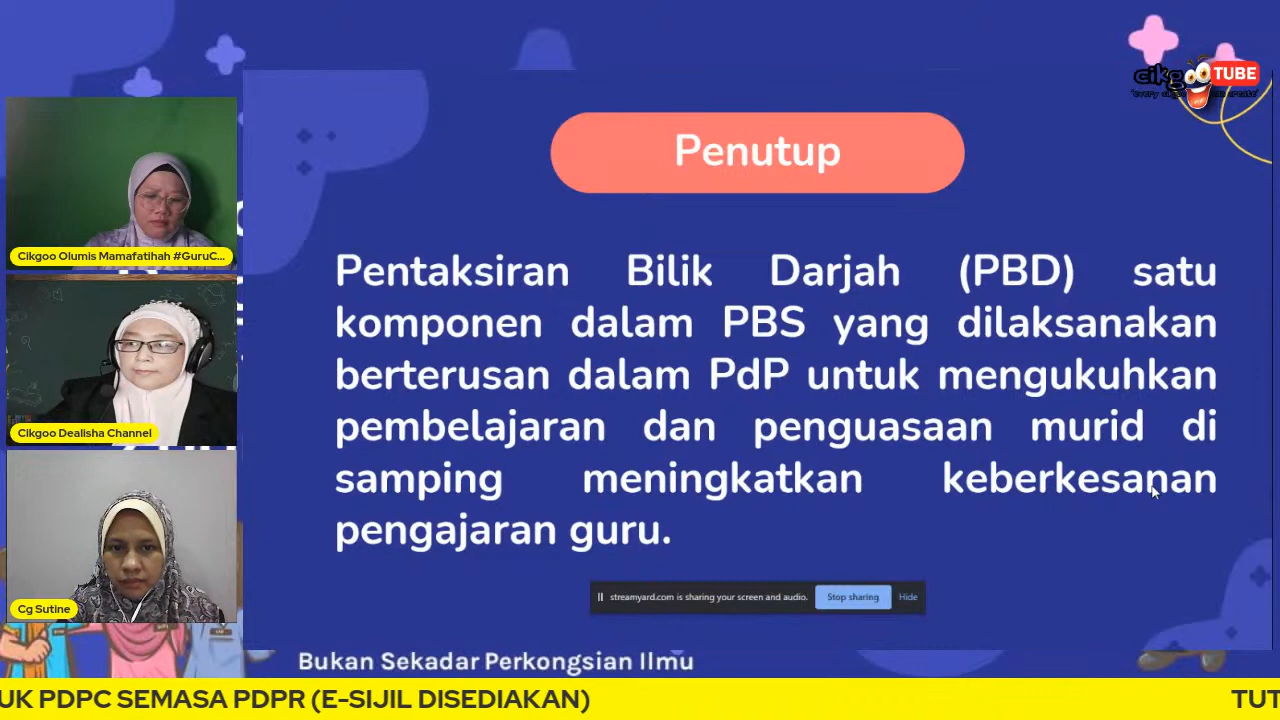 cikgoo TUBE
Penutup
Pentaksiran Bilik Darjah (PBD) satu
komponen dalam PBS yang dilaksanakan
berterusan dalam PdP untuk mengukuhkan
pembelajaran dan penguasaan murid di
samping meningkatkan keberkesanan
pengajaran guru.
Cikgoo Olumis Mamafatihah #GuruC...
Cikgoo Dealisha Channel
Cg Sutine
streamyard.com is sharing your screen and audio. Stop sharing Hide
Bukan Sekadar Perkongsian Ilmu
UK PDPC SEMASA PDPR (E-SIJIL DISEDIAKAN) TUT